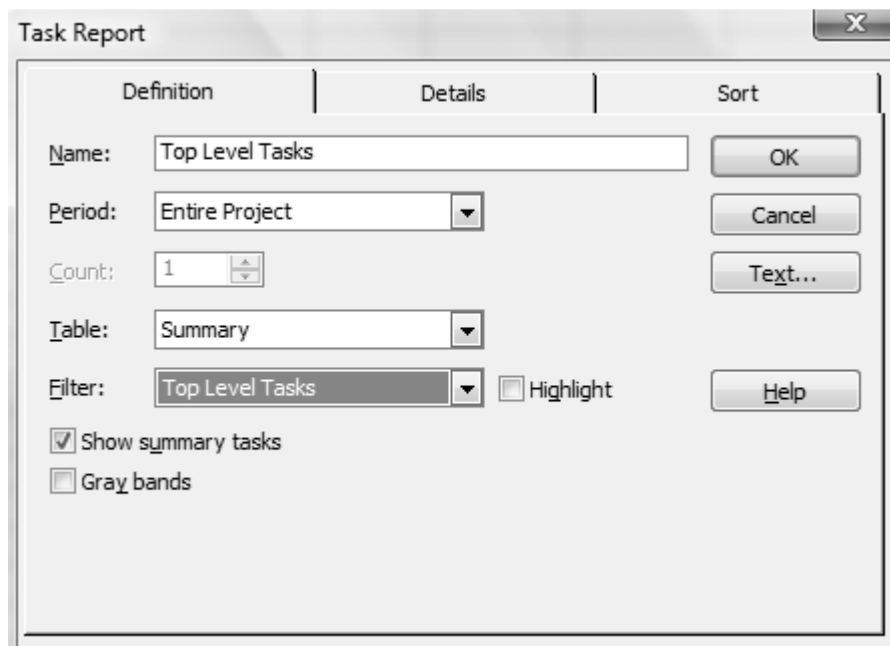 Task Report
Definition Details Sort
Name: Top Level Tasks OK
Period: Entire Project Cancel
Count: 1 Text...
Table: Summary
Filter: Top Level Tasks Highlight Help
Show summary tasks
Gray bands